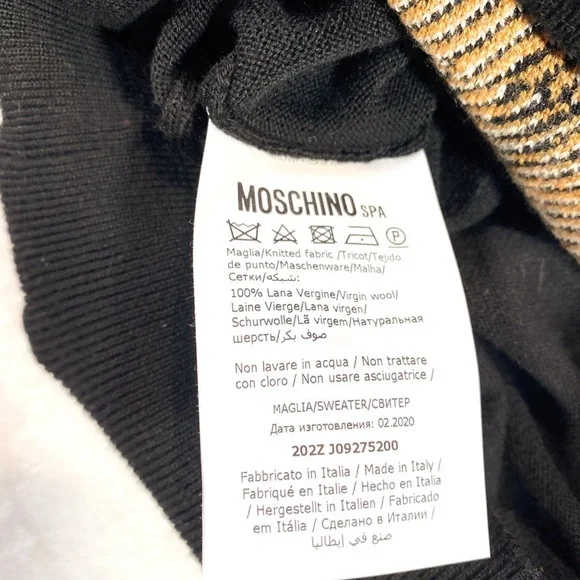 MOSCHINO SPA
P
Maglia/Knitted fabric /Tricot/Tejido
de punto/Maschenware/Malha/
Сетки/شبكه:
100% Lana Vergine/Virgin wool/
Laine Vierge/Lana virgen/
Schurwolle/Lã virgem/Натуральная
шерсть/صوف بكر/
Non lavare in acqua / Non trattare
con cloro / Non usare asciugatrice /
MAGLIA/SWEATER/СВИТЕР
Дата изготовления: 02.2020
202Z J09275200
Fabbricato in Italia / Made in Italy /
Fabriqué en Italie / Hecho en Italia
/ Hergestellt in Italien / Fabricado
em Itália / Сделано в Италии /
صنع في إيطاليا